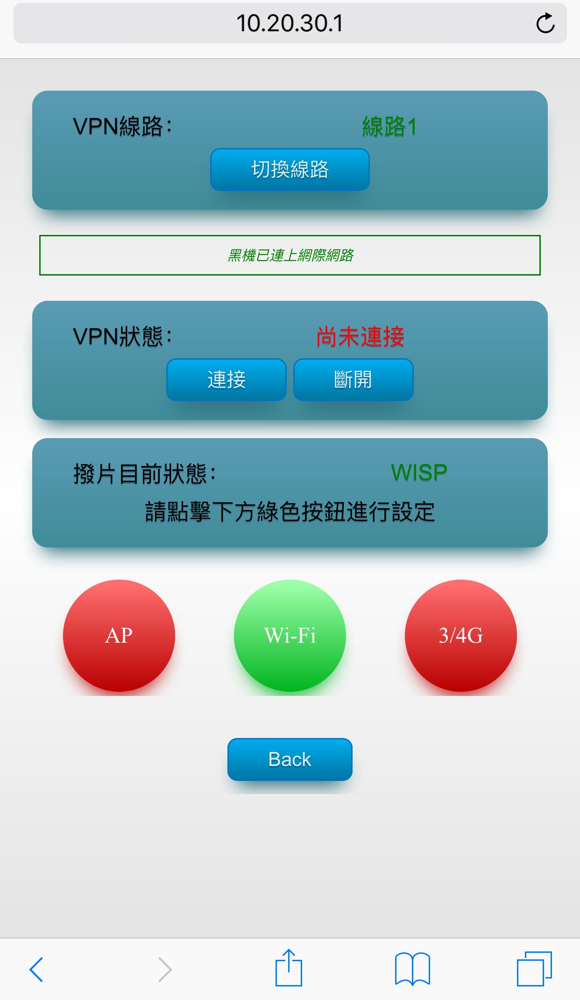 10.20.30.1
VPN線路： 線路1
切換線路
黑機已連上網際網路
VPN狀態： 尚未連接
連接 斷開
撥片目前狀態： WISP
請點擊下方綠色按鈕進行設定
AP Wi-Fi 3/4G
Back